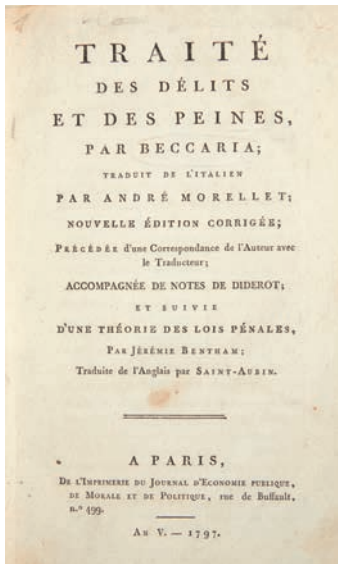 TRAITÉ
DES DÉLITS
ET DES PEINES,
PAR BECCARIA;
TRADUIT DE L'ITALIEN
PAR ANDRÉ MORELLET;
NOUVELLE ÉDITION CORRIGÉE;
PRÉCÉDÉE d'une Correspondance de l'Auteur avec
le Traducteur;
ACCOMPAGNÉE DE NOTES DE DIDEROT;
ET SUIVIE
D'UNE THÉORIE DES LOIS PÉNALES,
PAR JÉRÉMIE BENTHAM;
Traduite de l'Anglais par SAINT-AUBIN.
A PARIS,
DE L'IMPRIMERIE DU JOURNAL D'ECONOMIE PUBLIQUE,
DE MORALE ET DE POLITIQUE, rue de Buffault,
n.º 499.
AN V. — 1797.